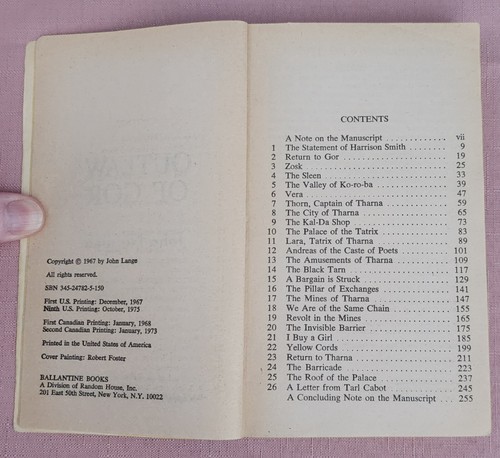 Copyright © 1967 by John Lange
All rights reserved.
SBN 345-24782-5-150
First U.S. Printing: December, 1967
Ninth U.S. Printing: October, 1975
First Canadian Printing: January, 1968
Second Canadian Printing: January, 1973
Printed in the United States of America
Cover Painting: Robert Foster
BALLANTINE BOOKS
A Division of Random House, Inc.
201 East 50th Street, New York, N.Y. 10022
CONTENTS
A Note on the Manuscript . . . . . . . . . . . . vii
1 The Statement of Harrison Smith . . . . . . . . 9
2 Return to Gor . . . . . . . . . . . . . . . . . 19
3 Zosk . . . . . . . . . . . . . . . . . . . . . 25
4 The Sleen . . . . . . . . . . . . . . . . . . . 33
5 The Valley of Ko-ro-ba . . . . . . . . . . . . 39
6 Vera . . . . . . . . . . . . . . . . . . . . . 47
7 Thorn, Captain of Tharna . . . . . . . . . . . 59
8 The City of Tharna . . . . . . . . . . . . . . 65
9 The Kal-Da Shop . . . . . . . . . . . . . . . . 73
10 The Palace of the Tatrix . . . . . . . . . . . 83
11 Lara, Tatrix of Tharna . . . . . . . . . . . . 89
12 Andreas of the Caste of Poets . . . . . . . . . 101
13 The Amusements of Tharna . . . . . . . . . . . 109
14 The Black Tarn . . . . . . . . . . . . . . . . 117
15 A Bargain is Struck . . . . . . . . . . . . . . 129
16 The Pillar of Exchanges . . . . . . . . . . . . 141
17 The Mines of Tharna . . . . . . . . . . . . . . 147
18 We are of the Same Chain . . . . . . . . . . . 155
19 Revolt in the Mines . . . . . . . . . . . . . . 165
20 The Invisible Barrier . . . . . . . . . . . . . 175
21 I Buy a Girl . . . . . . . . . . . . . . . . . 185
22 Yellow Cords . . . . . . . . . . . . . . . . . 199
23 Return to Tharna . . . . . . . . . . . . . . . 211
24 The Barricade . . . . . . . . . . . . . . . . . 223
25 The Roof of the Palace . . . . . . . . . . . . 237
26 A Letter from Tarl Cabot . . . . . . . . . . . 245
A Concluding Note on the Manuscript . . . . 255